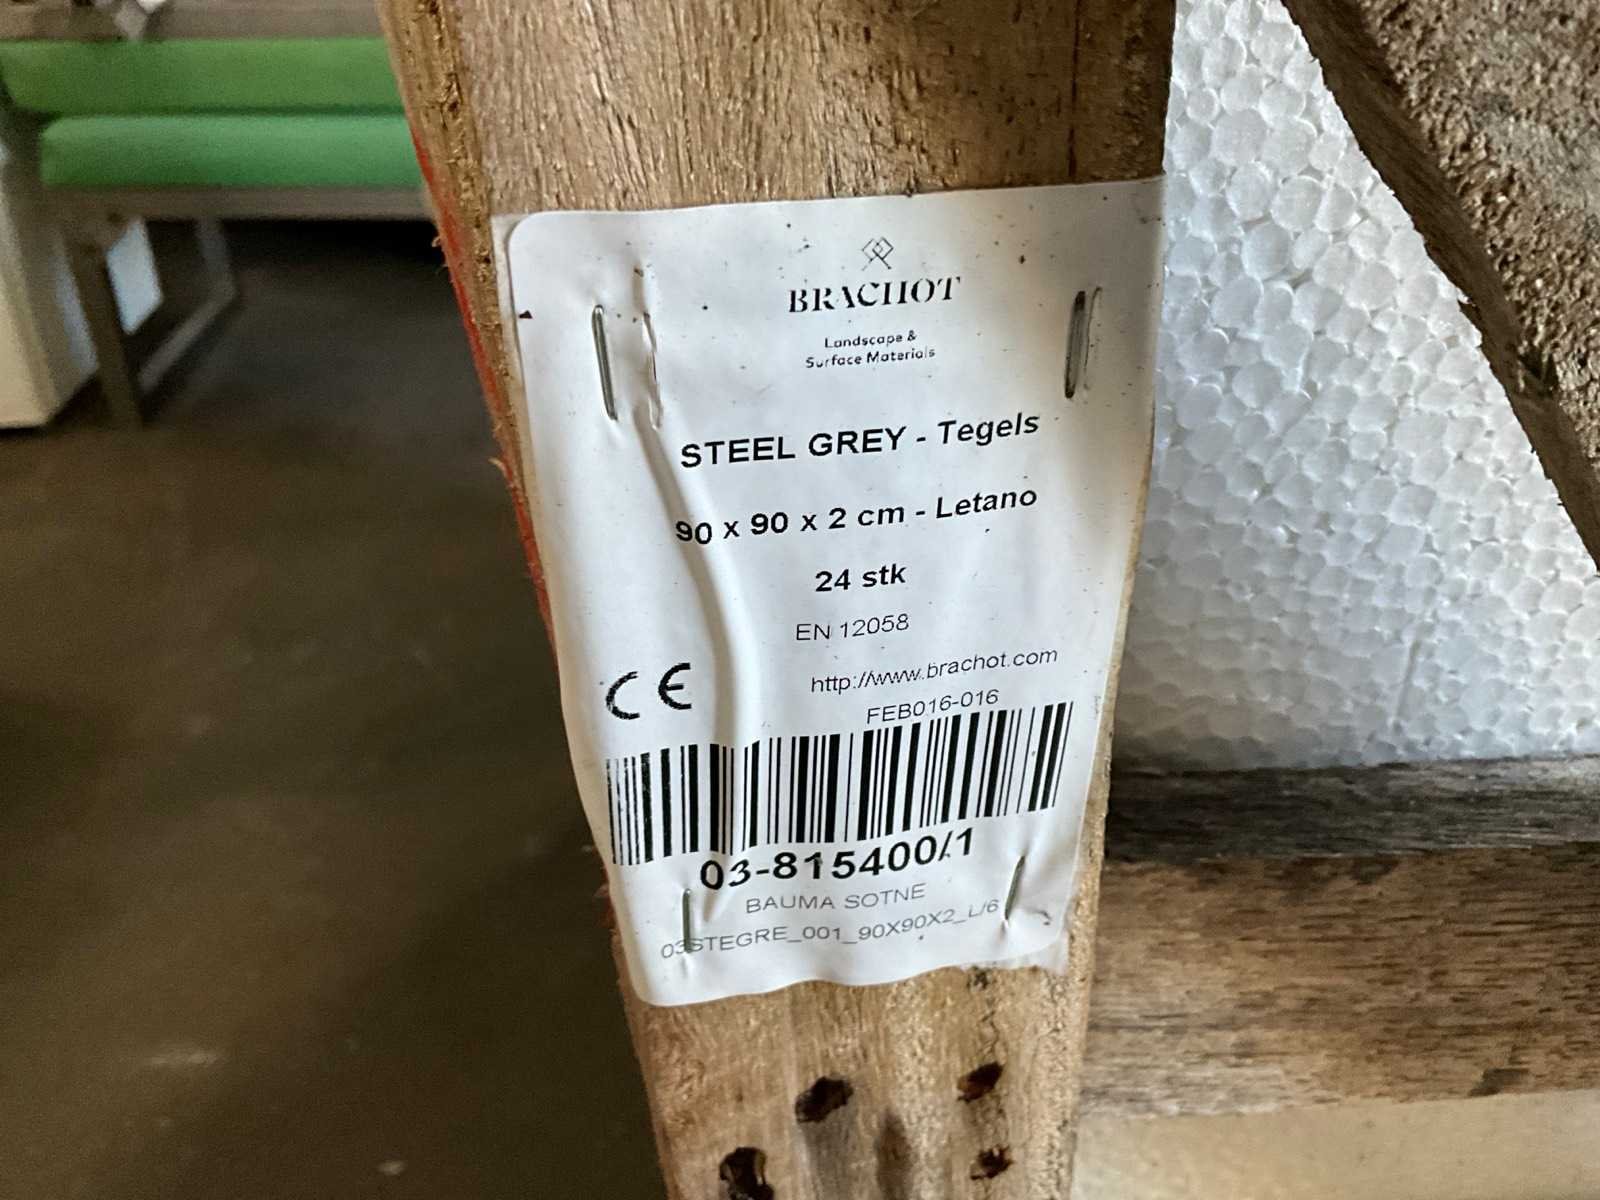 BRACHOT
Landscape &
Surface Materials
STEEL GREY - Tegels
90 x 90 x 2 cm - Letano
24 stk
EN 12058
CE
http://www.brachot.com
FEB016-016
03-815400/1
BAUMA SOTNE
03STEGRE_001_90X90X2_L/6